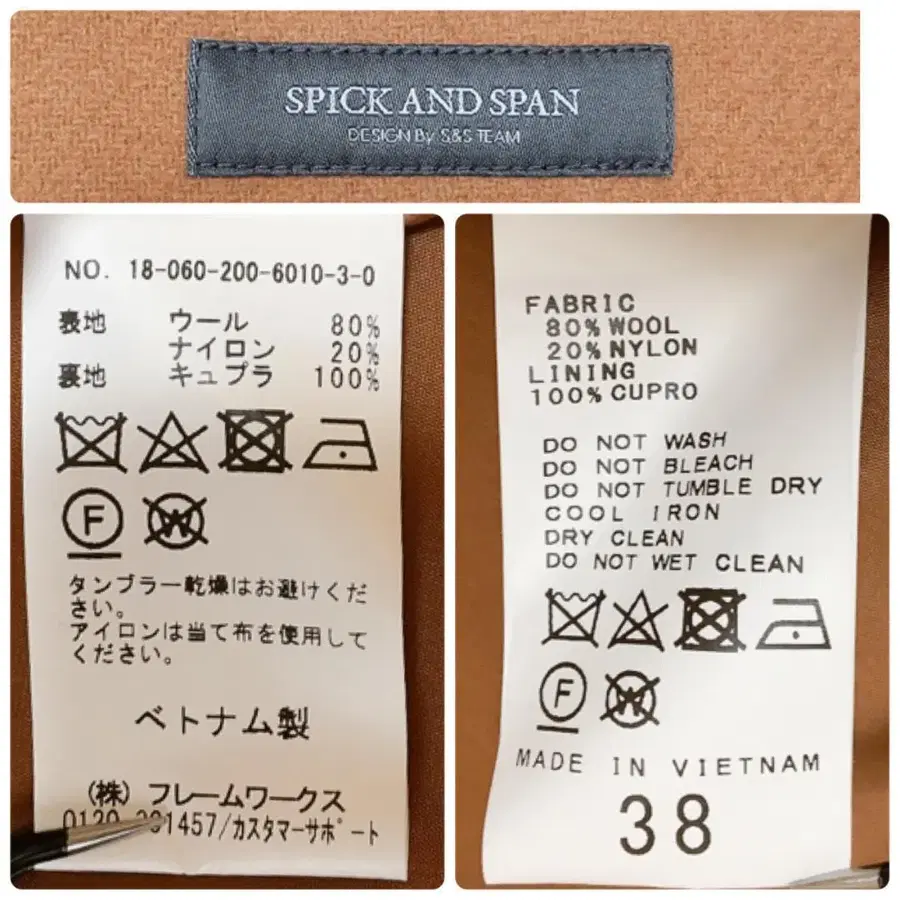 SPICK AND SPAN
DESIGN By S&S TEAM
NO. 18-060-200-6010-3-0
表地 ウール 80%
ナイロン 20%
裏地 キュプラ 100%
F
W
タンブラー乾燥はお避けくだ
さい。
アイロンは当て布を使用して
ください。
ベトナム製
(株) フレームワークス
1457/カスタマーサポート
FABRIC
80% WOOL
20% NYLON
LINING
100% CUPRO
DO NOT WASH
DO NOT BLEACH
DO NOT TUMBLE DRY
COOL IRON
DRY CLEAN
DO NOT WET CLEAN
F
W
MADE IN VIETNAM
38